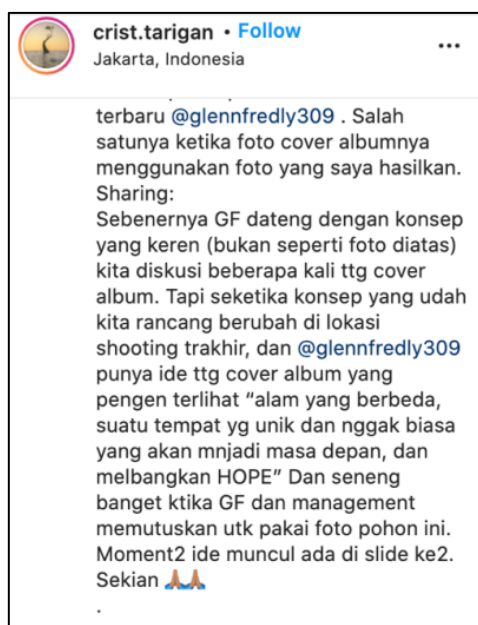 crist.tarigan • Follow
Jakarta, Indonesia
terbaru @glennfredly309 . Salah
satunya ketika foto cover albumnya
menggunakan foto yang saya hasilkan.
Sharing:
Sebenernya GF dateng dengan konsep
yang keren (bukan seperti foto diatas)
kita diskusi beberapa kali ttg cover
album. Tapi seketika konsep yang udah
kita rancang berubah di lokasi
shooting trakhir, dan @glennfredly309
punya ide ttg cover album yang
pengen terlihat “alam yang berbeda,
suatu tempat yg unik dan nggak biasa
yang akan mnjadi masa depan, dan
melbangkan HOPE” Dan seneng
banget ktika GF dan management
memutuskan utk pakai foto pohon ini.
Moment2 ide muncul ada di slide ke2.
Sekian 🙏🏽🙏🏽
.